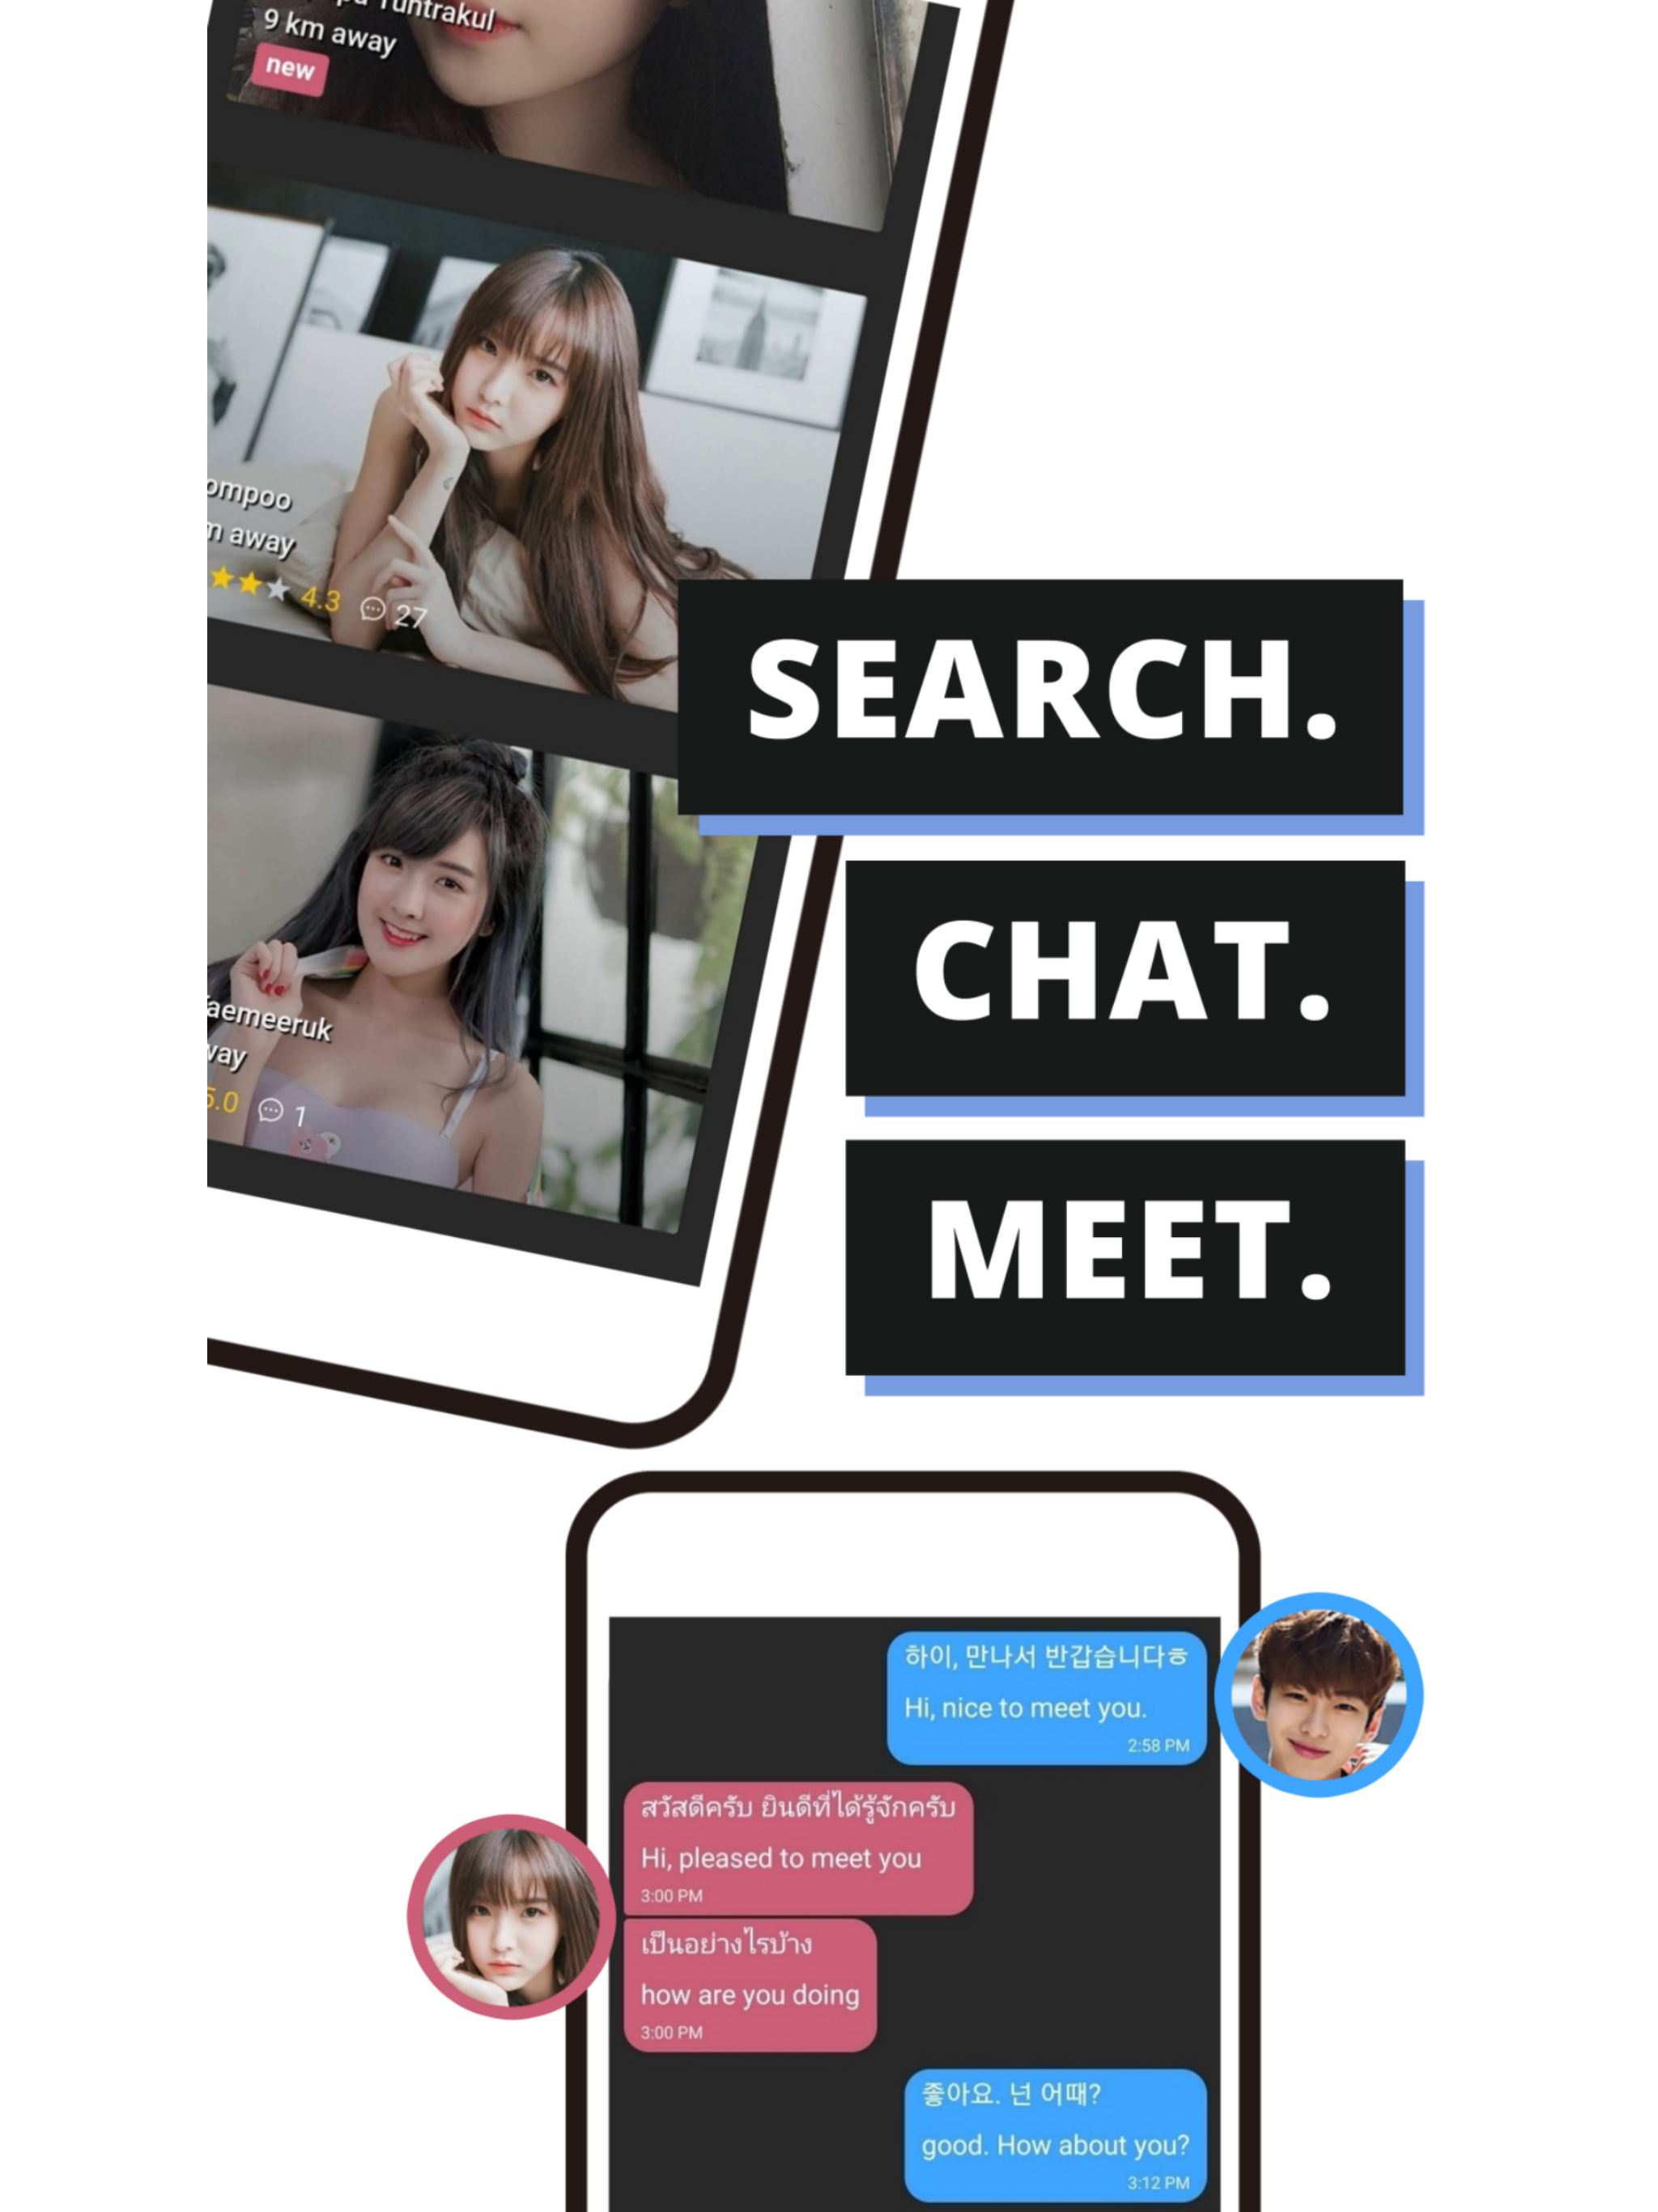 Tuntrakul
9 km away
new
ompoo
m away
4.3 27
aemeeruk
way
5.0 1
SEARCH.
CHAT.
MEET.
하이, 만나서 반갑습니다ㅎ
Hi, nice to meet you.
2:58 PM
สวัสดีครับ ยินดีที่ได้รู้จักครับ
Hi, pleased to meet you
3:00 PM
เป็นอย่างไรบ้าง
how are you doing
3:00 PM
좋아요. 넌 어때?
good. How about you?
3:12 PM